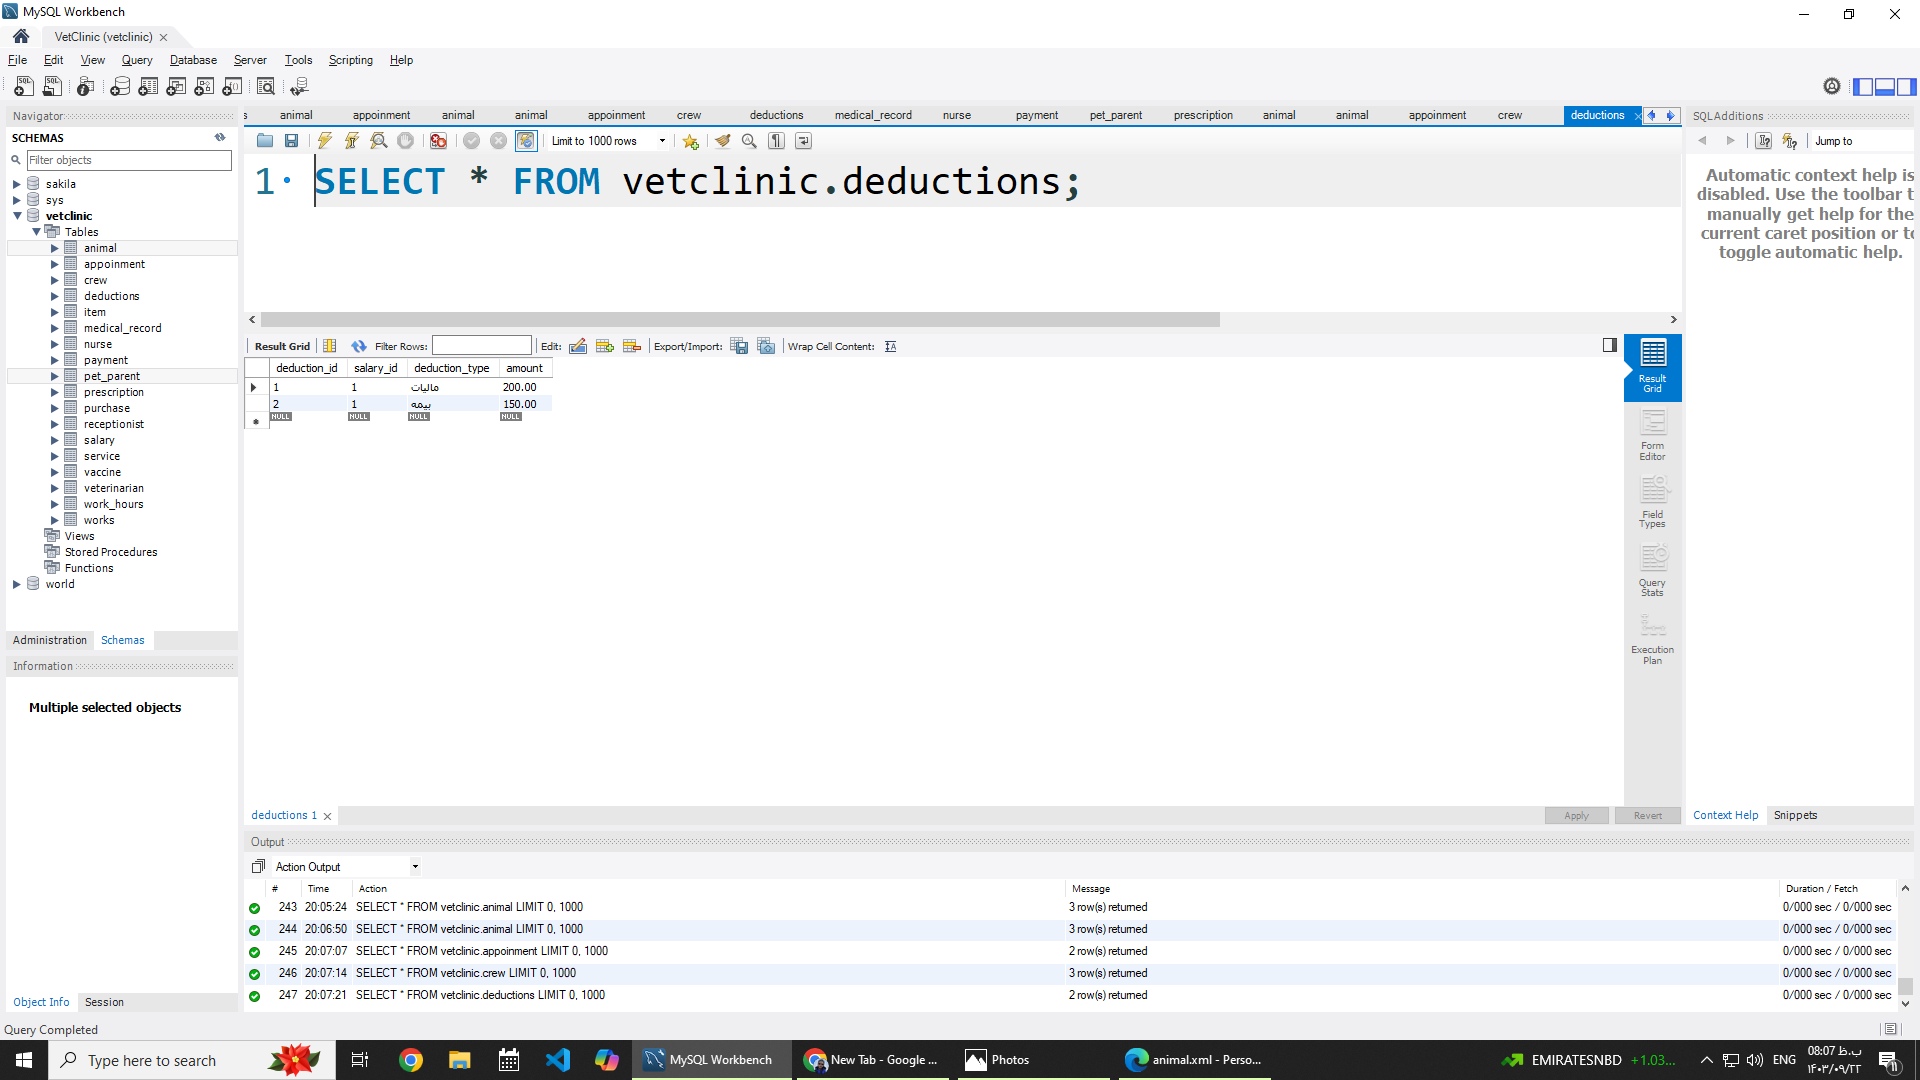 MySQL Workbench
VetClinic (vetclinic)
File Edit View Query Database Server Tools Scripting Help
Navigator
SCHEMAS
Filter objects
sakila
sys
vetclinic
Tables
animal
appoinment
crew
deductions
item
medical_record
nurse
payment
pet_parent
prescription
purchase
receptionist
salary
service
vaccine
veterinarian
work_hours
works
Views
Stored Procedures
Functions
world
Administration Schemas
Information
Multiple selected objects
Object Info Session
Query Completed
s animal appoinment animal animal appoinment crew deductions medical_record nurse payment pet_parent prescription animal animal appoinment crew deductions
Limit to 1000 rows
1 SELECT * FROM vetclinic.deductions;
Result Grid Filter Rows: Edit: Export/Import: Wrap Cell Content:
deduction_id salary_id deduction_type amount
1 1 مالیات 200.00
2 1 بیمه 150.00
NULL NULL NULL NULL
Result
Grid
Form
Editor
Field
Types
Query
Stats
Execution
Plan
deductions 1
Apply Revert
SQLAdditions
Jump to
Automatic context help is
disabled. Use the toolbar t
manually get help for the
current caret position or to
toggle automatic help.
Context Help Snippets
Output
Action Output
# Time Action Message Duration / Fetch
243 20:05:24 SELECT * FROM vetclinic.animal LIMIT 0, 1000 3 row(s) returned 0/000 sec / 0/000 sec
244 20:06:50 SELECT * FROM vetclinic.animal LIMIT 0, 1000 3 row(s) returned 0/000 sec / 0/000 sec
245 20:07:07 SELECT * FROM vetclinic.appoinment LIMIT 0, 1000 2 row(s) returned 0/000 sec / 0/000 sec
246 20:07:14 SELECT * FROM vetclinic.crew LIMIT 0, 1000 3 row(s) returned 0/000 sec / 0/000 sec
247 20:07:21 SELECT * FROM vetclinic.deductions LIMIT 0, 1000 2 row(s) returned 0/000 sec / 0/000 sec
Type here to search
MySQL Workbench
New Tab - Google ...
Photos
animal.xml - Perso...
EMIRATESNBD +1.03...
ENG
08:07 ب.ظ
۱۴۰۳/۰۹/۲۲